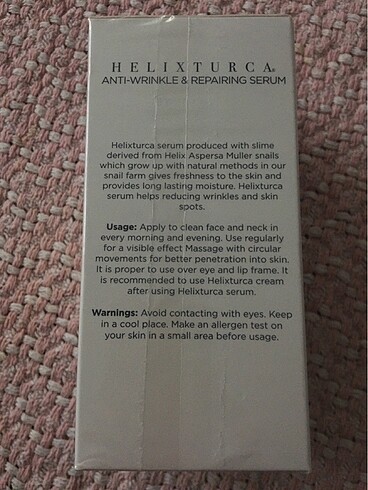 HELIXTURCA®
ANTI-WRINKLE & REPAIRING SERUM
Helixturca serum produced with slime
derived from Helix Aspersa Muller snails
which grow up with natural methods in our
snail farm gives freshness to the skin and
provides long lasting moisture. Helixturca
serum helps reducing wrinkles and skin
spots.
Usage: Apply to clean face and neck in
every morning and evening. Use regularly
for a visible effect Massage with circular
movements for better penetration into skin.
It is proper to use over eye and lip frame. It
is recommended to use Helixturca cream
after using Helixturca serum.
Warnings: Avoid contacting with eyes. Keep
in a cool place. Make an allergen test on
your skin in a small area before usage.